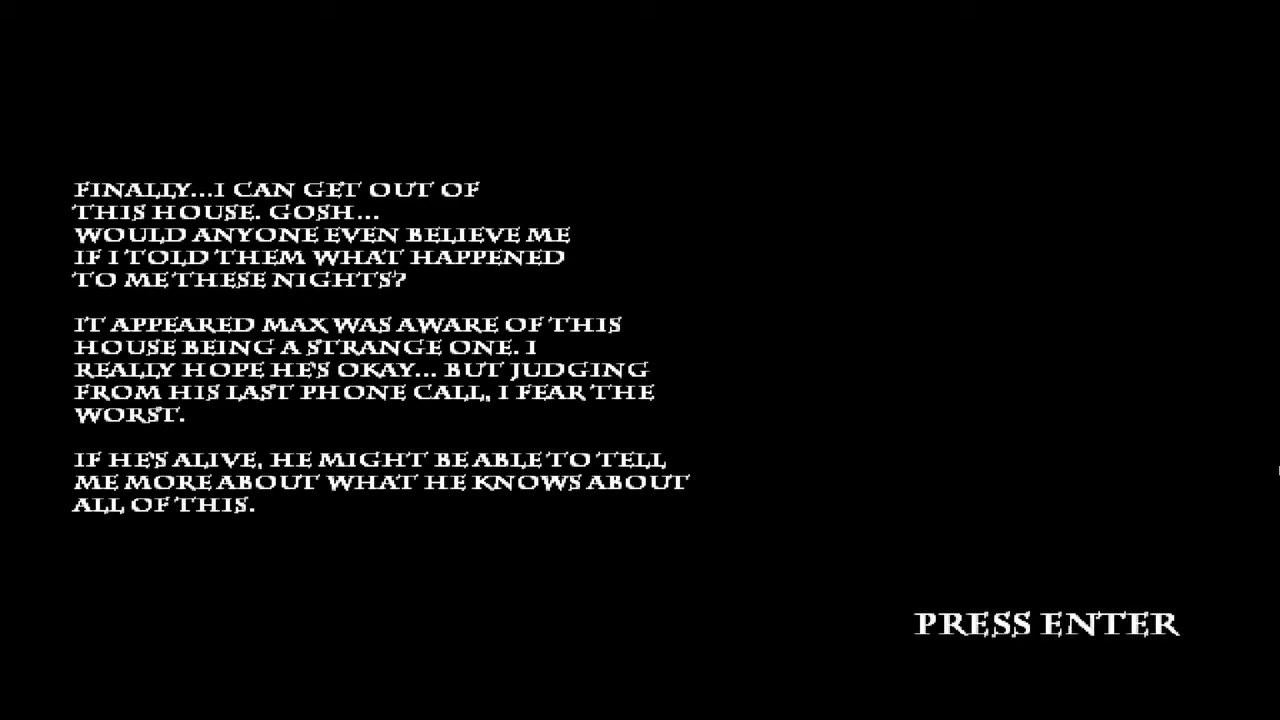 FINALLY...I CAN GET OUT OF
THIS HOUSE. GOSH...
WOULD ANYONE EVEN BELIEVE ME
IF I TOLD THEM WHAT HAPPENED
TO ME THESE NIGHTS?
IT APPEARED MAX WAS AWARE OF THIS
HOUSE BEING A STRANGE ONE. I
REALLY HOPE HE'S OKAY... BUT JUDGING
FROM HIS LAST PHONE CALL, I FEAR THE
WORST.
IF HE'S ALIVE, HE MIGHT BE ABLE TO TELL
ME MORE ABOUT WHAT HE KNOWS ABOUT
ALL OF THIS.
PRESS ENTER